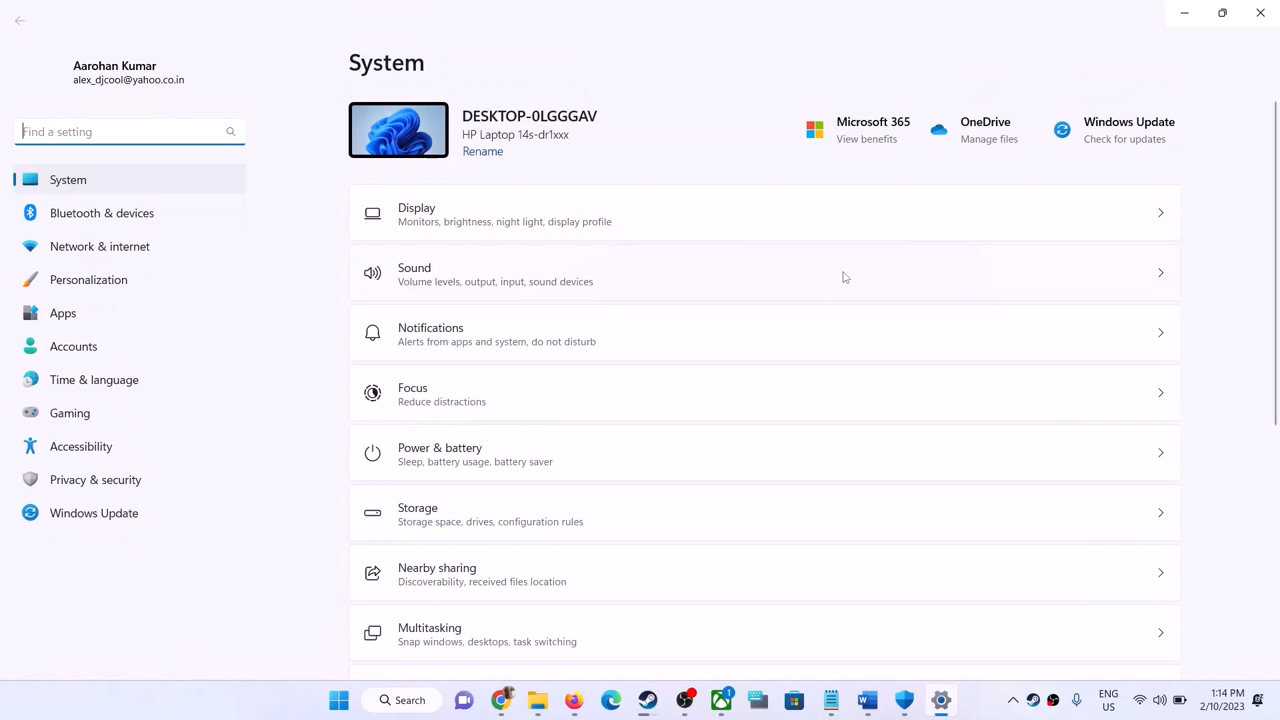 Aarohan Kumar
alex_djcool@yahoo.co.in
Find a setting
System
Bluetooth & devices
Network & internet
Personalization
Apps
Accounts
Time & language
Gaming
Accessibility
Privacy & security
Windows Update
System
DESKTOP-0LGGGAV
HP Laptop 14s-dr1xxx
Rename
Microsoft 365
View benefits
OneDrive
Manage files
Windows Update
Check for updates
Display
Monitors, brightness, night light, display profile
Sound
Volume levels, output, input, sound devices
Notifications
Alerts from apps and system, do not disturb
Focus
Reduce distractions
Power & battery
Sleep, battery usage, battery saver
Storage
Storage space, drives, configuration rules
Nearby sharing
Discoverability, received files location
Multitasking
Snap windows, desktops, task switching
Search
1
ENG
US
1:14 PM
2/10/2023